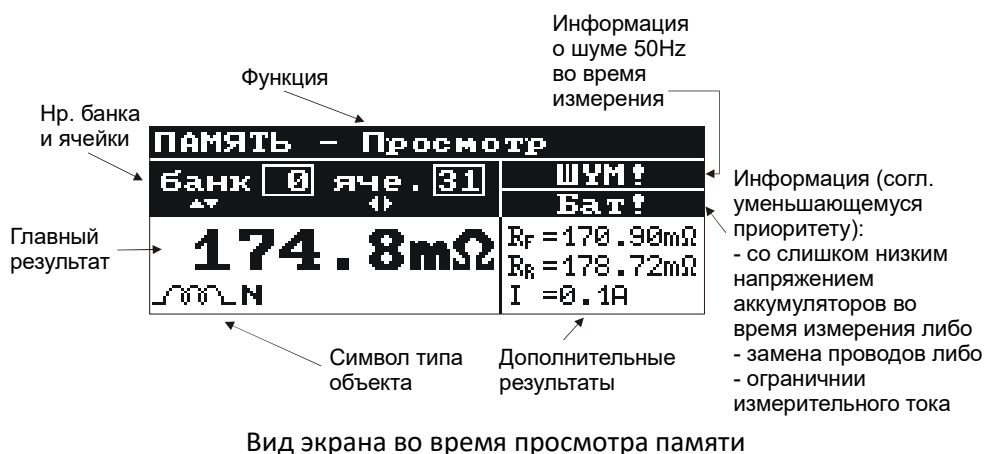 Информация
о шуме 50Hz
во время
измерения
Функция
Нр. банка
и ячейки
ПАМЯТЬ - Просмотр
банк 0 яче. 31
ШУМ!
Бат!
Главный
результат
174.8mΩ
N
RF=170.90mΩ
RR=178.72mΩ
I =0.1A
Информация (согл.
уменьшающемуся
приоритету):
- со слишком низким
напряжением
аккумуляторов во
время измерения либо
- замена проводов либо
- ограничнии
измерительного тока
Символ типа
объекта
Дополнительные
результаты
Вид экрана во время просмотра памяти